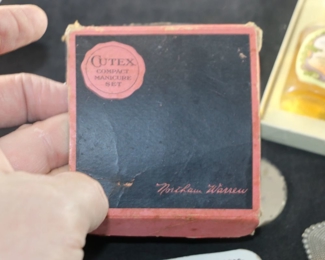 CUTEX
COMPACT
MANICURE
SET
Northam Warren